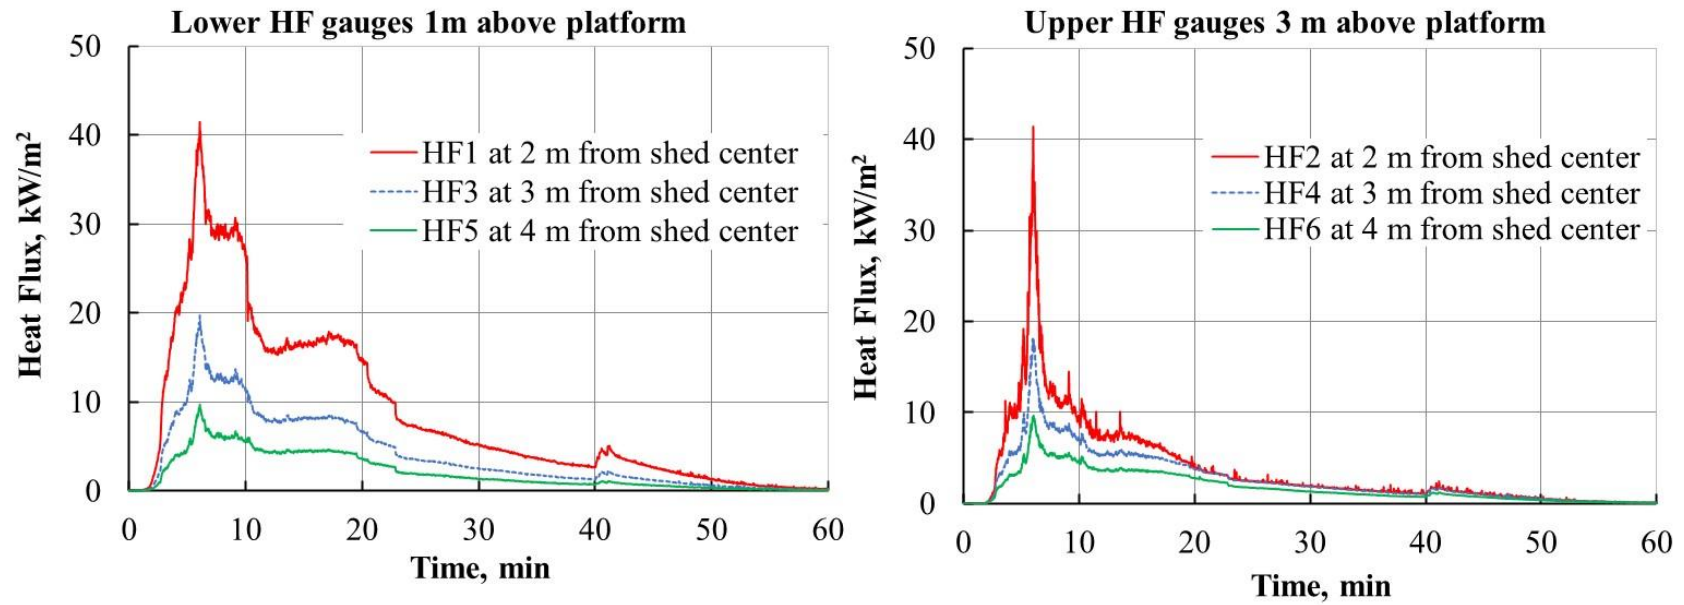 Lower HF gauges 1m above platform
50
40
30
20
10
0
Heat Flux, kW/m²
HF1 at 2 m from shed center
HF3 at 3 m from shed center
HF5 at 4 m from shed center
0 10 20 30 40 50 60
Time, min
Upper HF gauges 3 m above platform
50
40
30
20
10
0
Heat Flux, kW/m²
HF2 at 2 m from shed center
HF4 at 3 m from shed center
HF6 at 4 m from shed center
0 10 20 30 40 50 60
Time, min